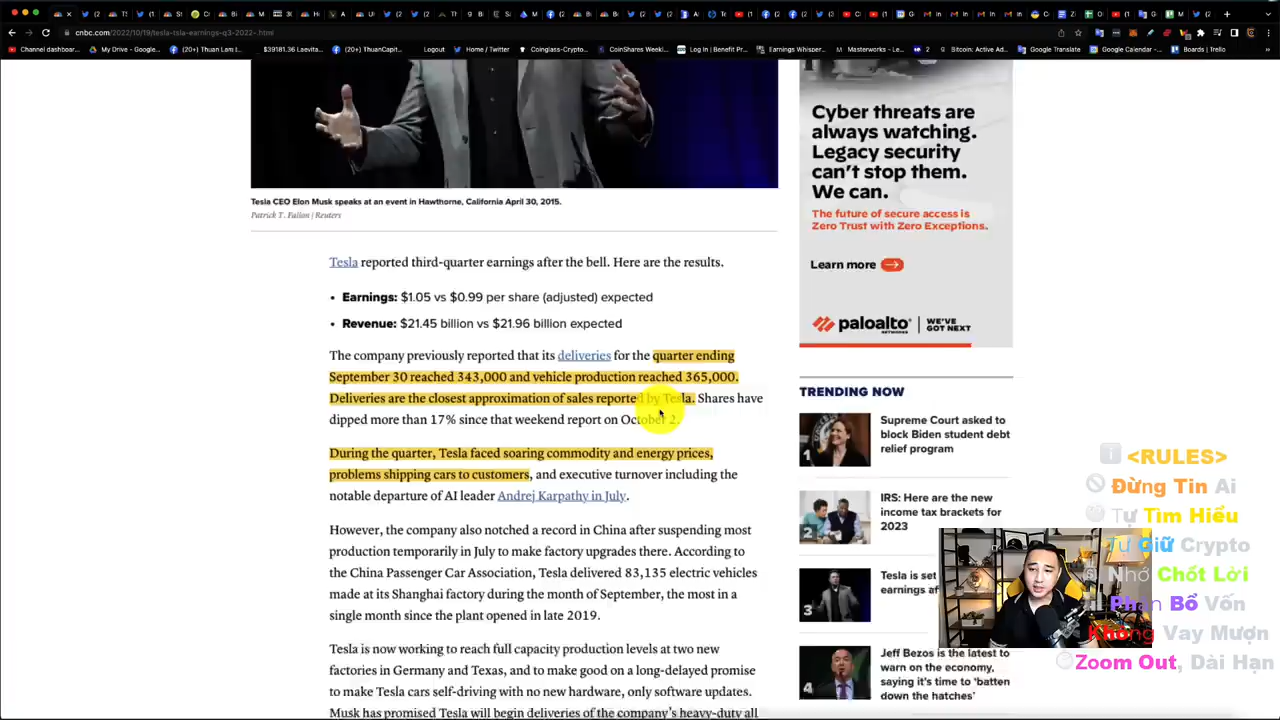 cnbc.com/2022/10/19/tesla-tsla-earnings-q3-2022-.html
Channel dashboar...
My Drive - Google...
(20+) Thuan Lam I...
$39181.36 Laevita...
(20+) ThuanCapit...
Logout
Home / Twitter
Coinglass-Crypto...
CoinShares Weekl...
Log In | Benefit Pr...
Earnings Whisper...
Masterworks - Le...
Bitcoin: Active Ad...
Google Translate
Google Calendar -...
Boards | Trello
Tesla CEO Elon Musk speaks at an event in Hawthorne, California April 30, 2015.
Patrick T. Fallon | Reuters
Tesla reported third-quarter earnings after the bell. Here are the results.
• Earnings: $1.05 vs $0.99 per share (adjusted) expected
• Revenue: $21.45 billion vs $21.96 billion expected
The company previously reported that its deliveries for the quarter ending
September 30 reached 343,000 and vehicle production reached 365,000.
Deliveries are the closest approximation of sales reported by Tesla. Shares have
dipped more than 17% since that weekend report on October 2.
During the quarter, Tesla faced soaring commodity and energy prices,
problems shipping cars to customers, and executive turnover including the
notable departure of AI leader Andrej Karpathy in July.
However, the company also notched a record in China after suspending most
production temporarily in July to make factory upgrades there. According to
the China Passenger Car Association, Tesla delivered 83,135 electric vehicles
made at its Shanghai factory during the month of September, the most in a
single month since the plant opened in late 2019.
Tesla is now working to reach full capacity production levels at two new
factories in Germany and Texas, and to make good on a long-delayed promise
to make Tesla cars self-driving with no new hardware, only software updates.
Musk has promised Tesla will begin deliveries of the company's heavy-duty all
Cyber threats are
always watching.
Legacy security
can't stop them.
We can.
The future of secure access is
Zero Trust with Zero Exceptions.
Learn more
paloalto
NETWORKS
WE'VE
GOT NEXT
TRENDING NOW
1
Supreme Court asked to
block Biden student debt
relief program
2
IRS: Here are the new
income tax brackets for
2023
3
Tesla is set
earnings af
4
Jeff Bezos is the latest to
warn on the economy,
saying it's time to 'batten
down the hatches'
<RULES>
Đừng Tin Ai
Tự Tìm Hiểu
Tự Giữ Crypto
Nhớ Chốt Lời
Phân Bổ Vốn
Không Vay Mượn
Zoom Out, Dài Hạn